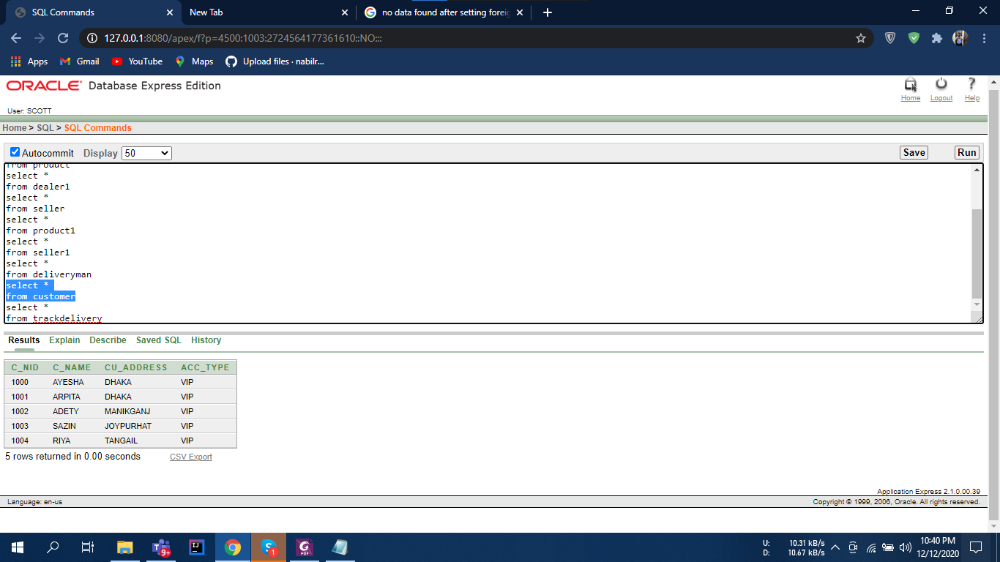 SQL Commands
New Tab
no data found after setting foreig
127.0.0.1:8080/apex/f?p=4500:1003:2724564177361610::NO:::
Apps
Gmail
YouTube
Maps
Upload files · nabilr...
ORACLE Database Express Edition
Home
Logout
Help
User: SCOTT
Home > SQL > SQL Commands
Autocommit
Display
50
Save
Run
from product
select *
from dealer1
select *
from seller
select *
from product1
select *
from seller1
select *
from deliveryman
select *
from customer
select *
from trackdelivery
Results Explain Describe Saved SQL History
C_NID C_NAME CU_ADDRESS ACC_TYPE
1000 AYESHA DHAKA VIP
1001 ARPITA DHAKA VIP
1002 ADETY MANIKGANJ VIP
1003 SAZIN JOYPURHAT VIP
1004 RIYA TANGAIL VIP
5 rows returned in 0.00 seconds
CSV Export
Application Express 2.1.0.00.39
Language: en-us
Copyright © 1999, 2006, Oracle. All rights reserved.
9+
IJ
S
1
G
PDF
U: 10.31 kB/s
D: 10.67 kB/s
10:40 PM
12/12/2020